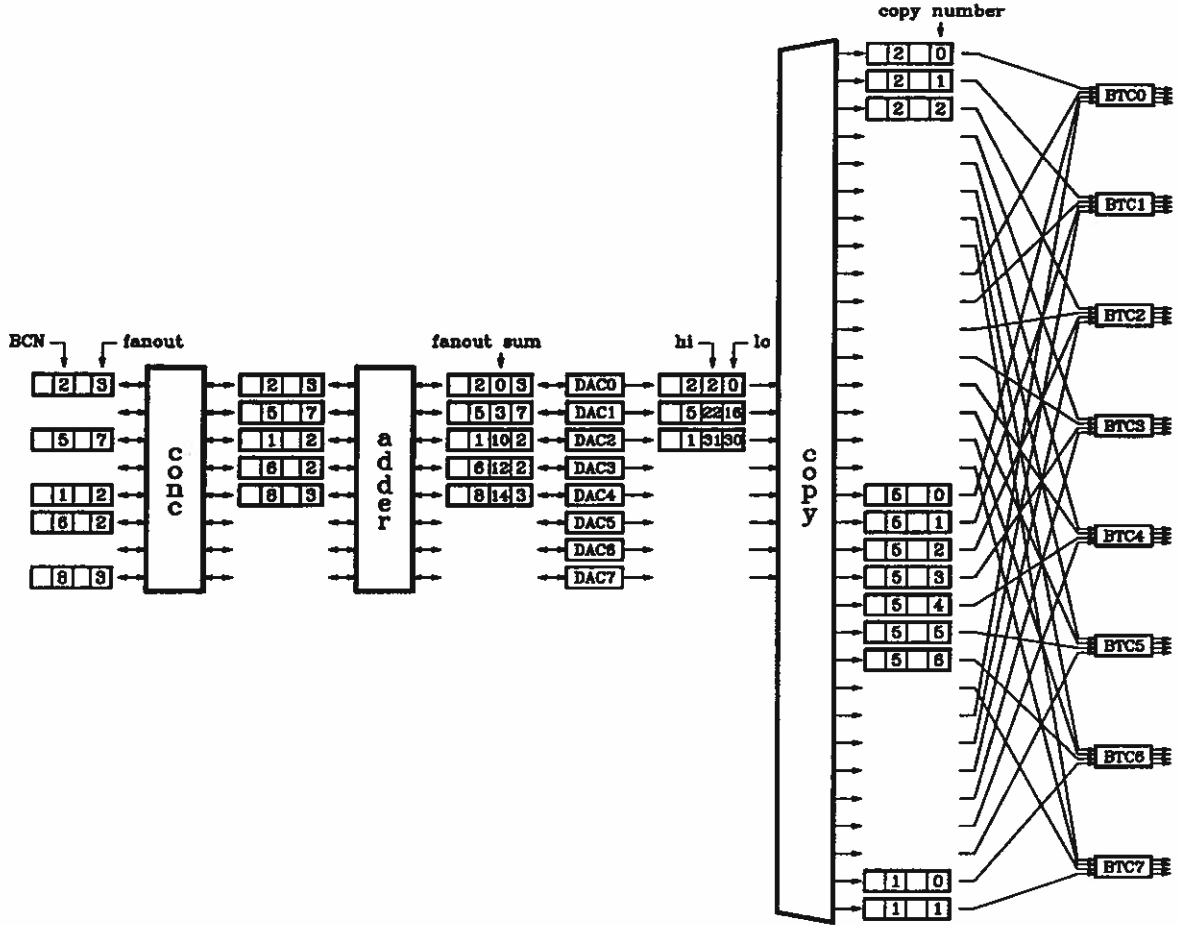 copy number
BCN
fanout
2 3
5 7
1 2
6 2
8 3
conc
2 3
5 7
1 2
6 2
8 3
adder
fanout sum
2 0 3
5 3 7
1 10 2
6 12 2
8 14 3
DAC0
DAC1
DAC2
DAC3
DAC4
DAC5
DAC6
DAC7
hi lo
2 2 0
5 22 16
1 31 30
copy
2 0
2 1
2 2
5 0
5 1
5 2
5 3
5 4
5 5
5 6
1 0
1 1
BTC0
BTC1
BTC2
BTC3
BTC4
BTC5
BTC6
BTC7